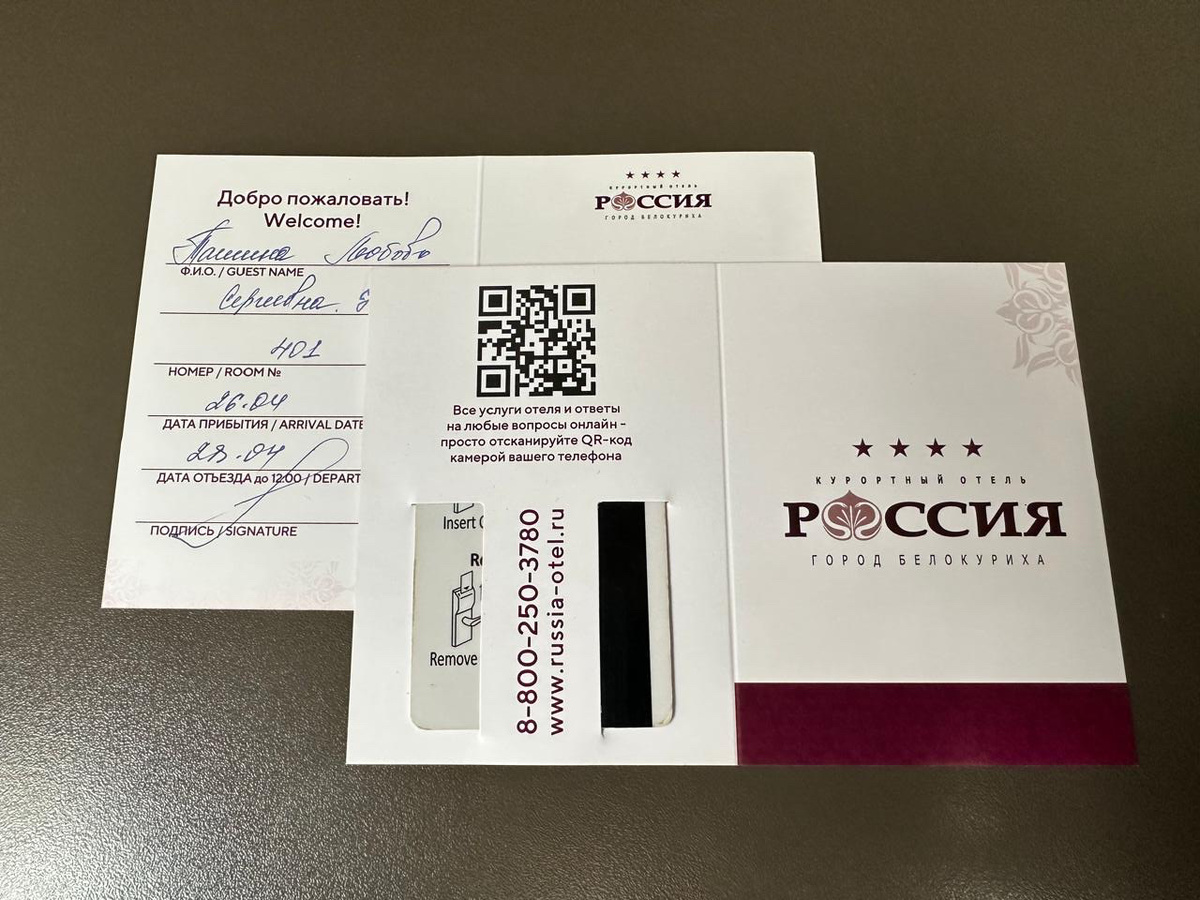 Добро пожаловать!
Welcome!
Любовь
Ф.И.О. / GUEST NAME
Сергеевна.
401
НОМЕР / ROOM №
26.04
ДАТА ПРИБЫТИЯ / ARRIVAL DATE
04
ДАТА ОТЪЕЗДА до 12:00 / DEPART
ПОДПИСЬ / SIGNATURE
КУРОРТНЫЙ ОТЕЛЬ
РОССИЯ
ГОРОД БЕЛОКУРИХА
Все услуги отеля и ответы
на любые вопросы онлайн –
просто отсканируйте QR-код
камерой вашего телефона
Insert
Remove
8-800-250-3780
www.russia-otel.ru
КУРОРТНЫЙ ОТЕЛЬ
РОССИЯ
ГОРОД БЕЛОКУРИХА